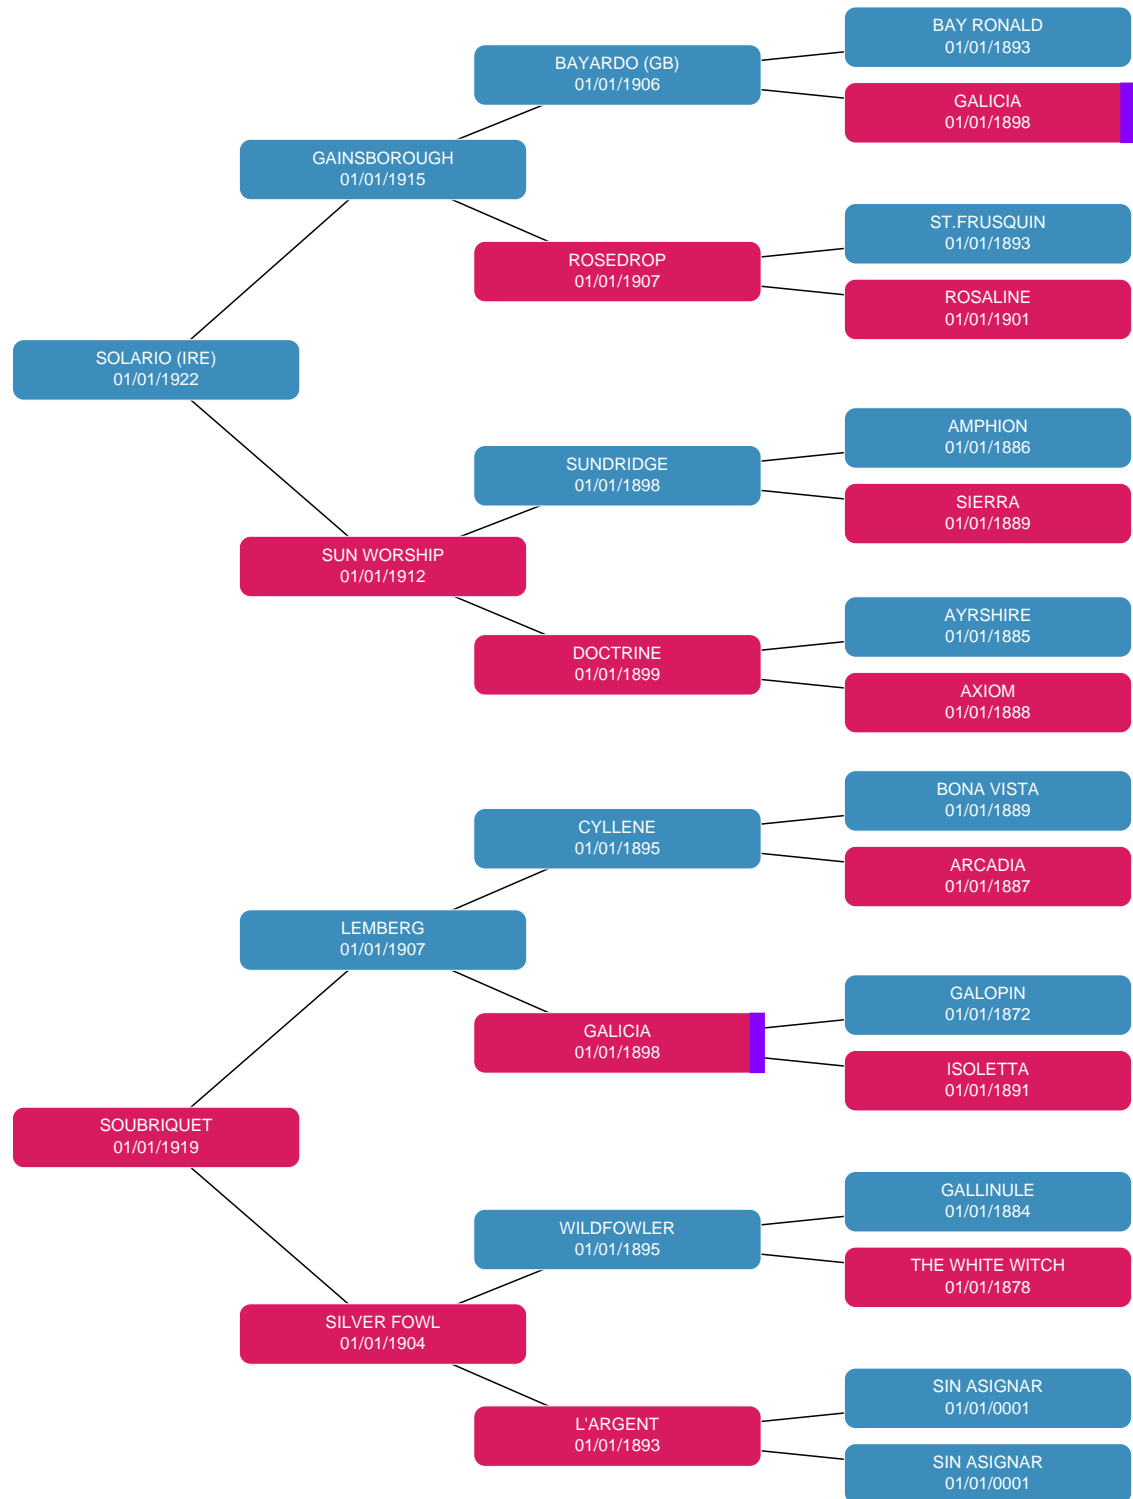 BAY RONALD
01/01/1893
BAYARDO (GB)
01/01/1906
GALICIA
01/01/1898
GAINSBOROUGH
01/01/1915
ST.FRUSQUIN
01/01/1893
ROSEDROP
01/01/1907
ROSALINE
01/01/1901
SOLARIO (IRE)
01/01/1922
AMPHION
01/01/1886
SUNDRIDGE
01/01/1898
SIERRA
01/01/1889
SUN WORSHIP
01/01/1912
AYRSHIRE
01/01/1885
DOCTRINE
01/01/1899
AXIOM
01/01/1888
BONA VISTA
01/01/1889
CYLLENE
01/01/1895
ARCADIA
01/01/1887
LEMBERG
01/01/1907
GALOPIN
01/01/1872
GALICIA
01/01/1898
ISOLETTA
01/01/1891
SOUBRIQUET
01/01/1919
GALLINULE
01/01/1884
WILDFOWLER
01/01/1895
THE WHITE WITCH
01/01/1878
SILVER FOWL
01/01/1904
SIN ASIGNAR
01/01/0001
L'ARGENT
01/01/1893
SIN ASIGNAR
01/01/0001